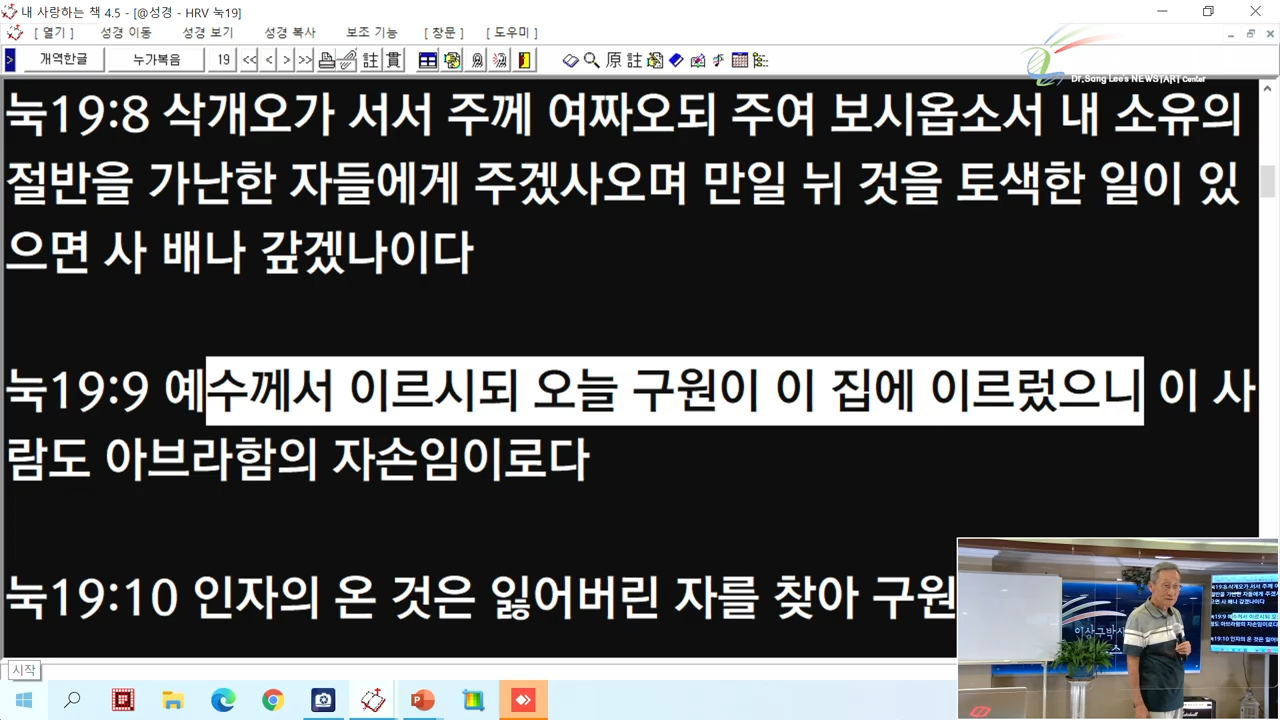 내 사랑하는 책 4.5 - [@성경 - HRV 눅19]
[ 열기 ] 성경 이동 성경 보기 성경 복사 보조 기능 [ 창문 ] [ 도우미 ]
개역한글 누가복음 19 << < > >> 註 貫 原 註
Dr.Sang Lee's NEWSTART Center
눅19:8 삭개오가 서서 주께 여짜오되 주여 보시옵소서 내 소유의
절반을 가난한 자들에게 주겠사오며 만일 뉘 것을 토색한 일이 있
으면 사 배나 갚겠나이다
눅19:9 예수께서 이르시되 오늘 구원이 이 집에 이르렀으니 이 사
람도 아브라함의 자손임이로다
눅19:10 인자의 온 것은 잃어버린 자를 찾아 구원
시작